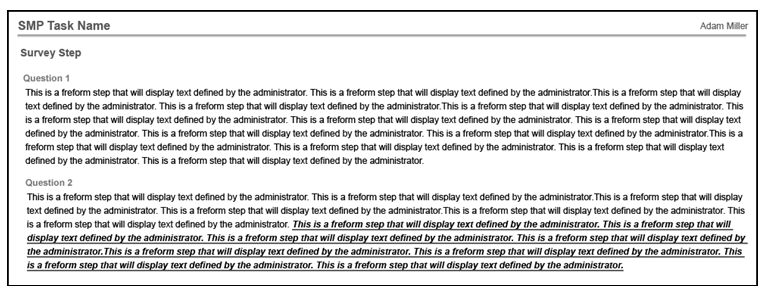 SMP Task Name
Adam Miller
Survey Step
Question 1
This is a freform step that will display text defined by the administrator. This is a freform step that will display text defined by the administrator.This is a freform step that will display
text defined by the administrator. This is a freform step that will display text defined by the administrator.This is a freform step that will display text defined by the administrator. This
is a freform step that will display text defined by the administrator. This is a freform step that will display text defined by the administrator. This is a freform step that will display text
defined by the administrator. This is a freform step that will display text defined by the administrator. This is a freform step that will display text defined by the administrator.This is a
freform step that will display text defined by the administrator. This is a freform step that will display text defined by the administrator. This is a freform step that will display text
defined by the administrator. This is a freform step that will display text defined by the administrator.
Question 2
This is a freform step that will display text defined by the administrator. This is a freform step that will display text defined by the administrator.This is a freform step that will display
text defined by the administrator. This is a freform step that will display text defined by the administrator.This is a freform step that will display text defined by the administrator. This
is a freform step that will display text defined by the administrator. This is a freform step that will display text defined by the administrator. This is a freform step that will
display text defined by the administrator. This is a freform step that will display text defined by the administrator. This is a freform step that will display text defined by
the administrator.This is a freform step that will display text defined by the administrator. This is a freform step that will display text defined by the administrator. This
is a freform step that will display text defined by the administrator. This is a freform step that will display text defined by the administrator.